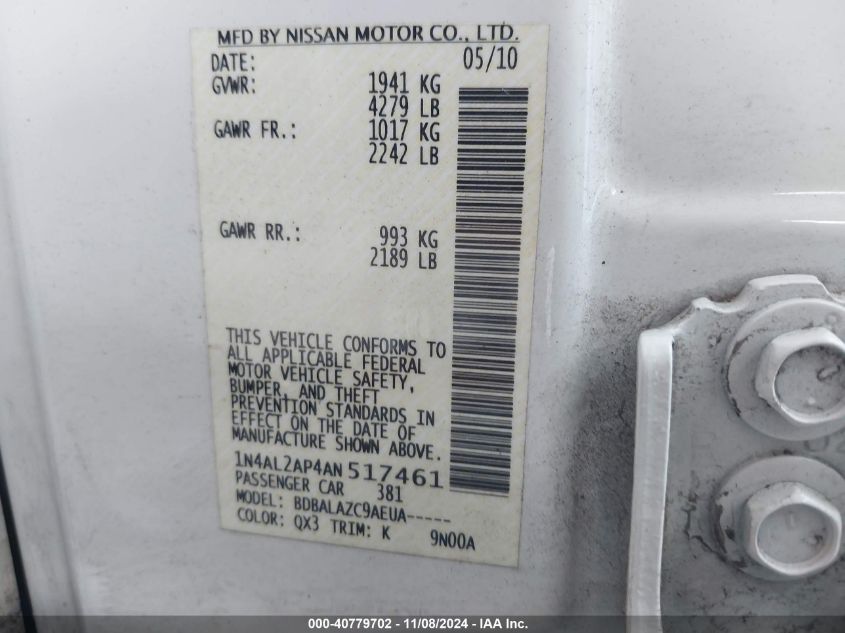 MFD BY NISSAN MOTOR CO., LTD.
DATE: 05/10
GVWR: 1941 KG
4279 LB
GAWR FR.: 1017 KG
2242 LB
GAWR RR.: 993 KG
2189 LB
THIS VEHICLE CONFORMS TO
ALL APPLICABLE FEDERAL
MOTOR VEHICLE SAFETY,
BUMPER, AND THEFT
PREVENTION STANDARDS IN
EFFECT ON THE DATE OF
MANUFACTURE SHOWN ABOVE.
1N4AL2AP4AN517461
PASSENGER CAR 381
MODEL: BDBALAZC9AEUA-----
COLOR: QX3 TRIM: K 9N00A
000-40779702 - 11/08/2024 - IAA Inc.